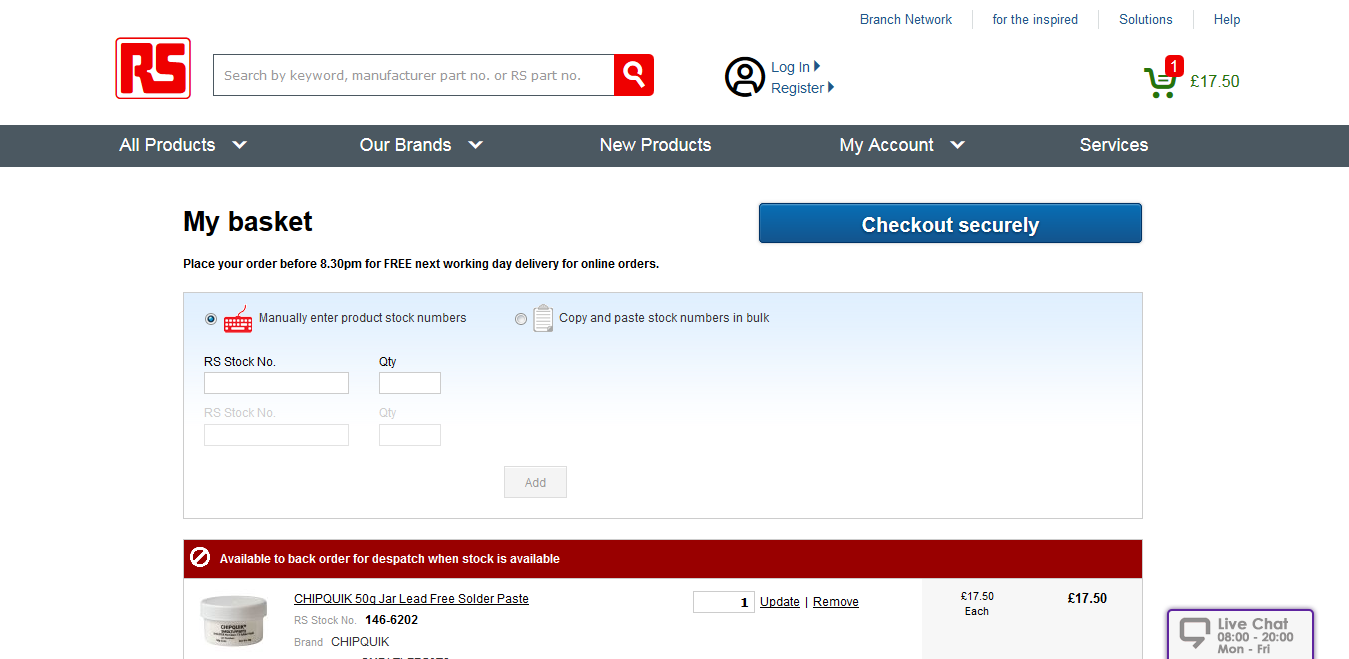 Branch Network
for the inspired
Solutions
Help
RS
Search by keyword, manufacturer part no. or RS part no.
Log In
Register
1
£17.50
All Products
Our Brands
New Products
My Account
Services
My basket
Checkout securely
Place your order before 8.30pm for FREE next working day delivery for online orders.
Manually enter product stock numbers
Copy and paste stock numbers in bulk
RS Stock No.
Qty
RS Stock No.
Qty
Add
Available to back order for despatch when stock is available
CHIPQUIK 50g Jar Lead Free Solder Paste
1
Update | Remove
£17.50
Each
£17.50
RS Stock No. 146-6202
Brand CHIPQUIK
CHIPQUIK
Live Chat
08:00 - 20:00
Mon - Fri